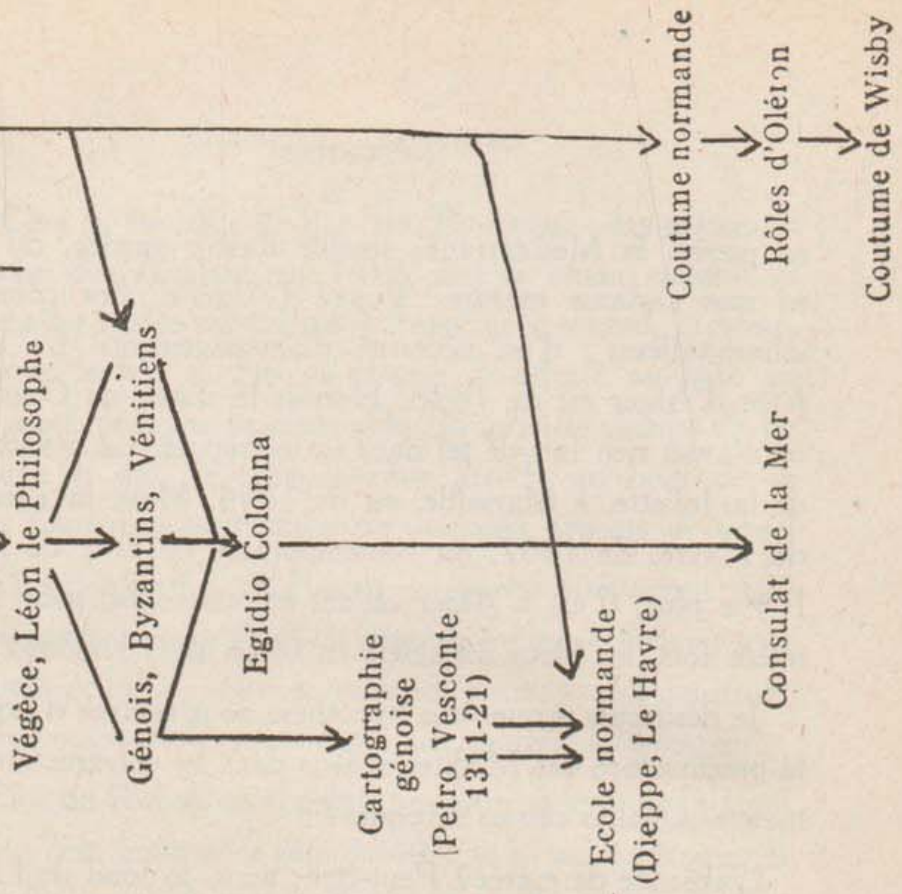 Végèce, Léon le Philosophe
Génois, Byzantins, Vénitiens
Egidio Colonna
Cartographie
génoise
[Petro Vesconte
1311-21)
Ecole normande
(Dieppe, Le Havre)
Consulat de la Mer
Coutume normande
Rôles d'Oléron
Coutume de Wisby